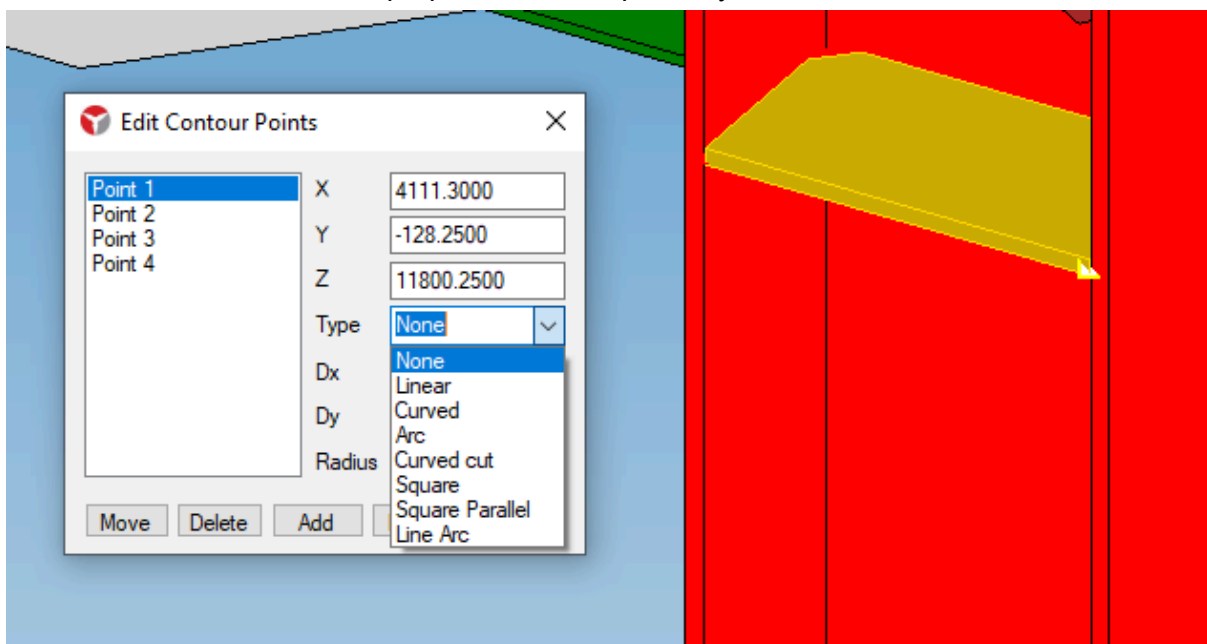 Edit Contour Points
Point 1
Point 2
Point 3
Point 4
X 4111.3000
Y -128.2500
Z 11800.2500
Type None
None
Linear
Curved
Arc
Curved cut
Square
Square Parallel
Line Arc
Dx
Dy
Radius
Move Delete Add